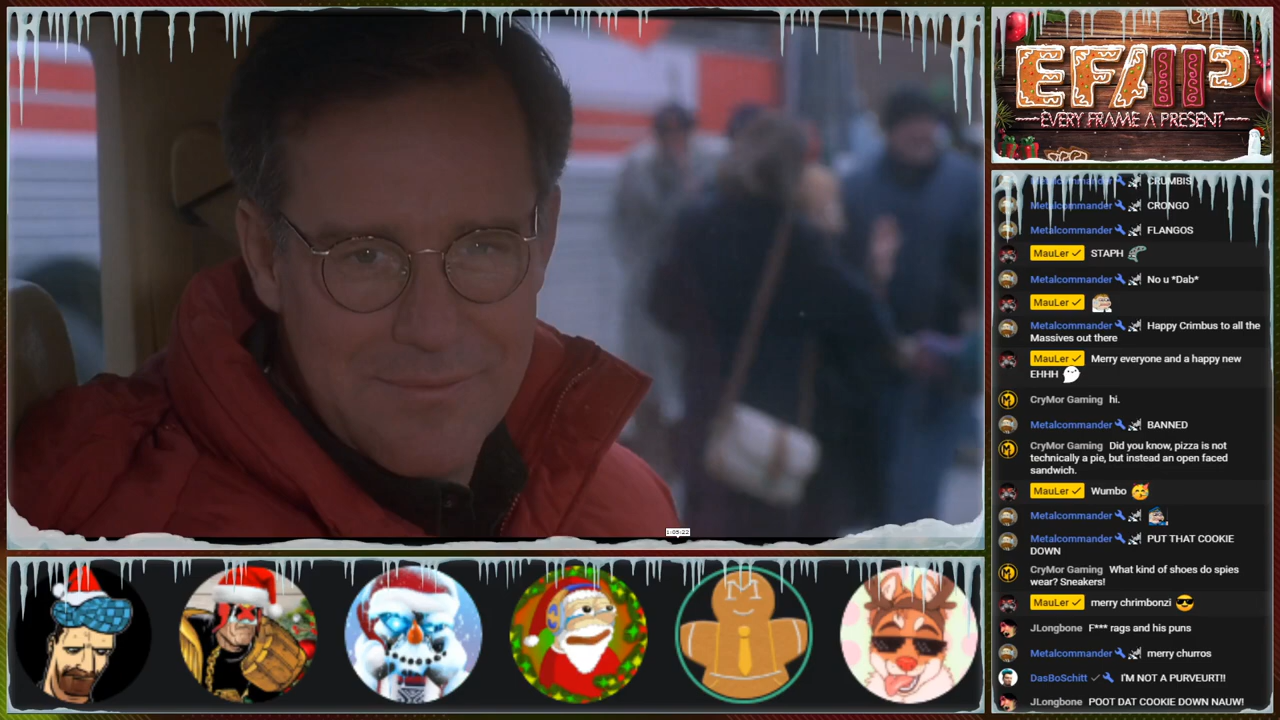 EFAP
EVERY FRAME A PRESENT
Metalcommander CRUMBIS
Metalcommander CRONGO
Metalcommander FLANGOS
MauLer STAPH
Metalcommander No u *Dab*
MauLer
Metalcommander Happy Crimbus to all the
Massives out there
MauLer Merry everyone and a happy new
EHHH
CryMor Gaming hi.
Metalcommander BANNED
CryMor Gaming Did you know, pizza is not
technically a pie, but instead an open faced
sandwich.
MauLer Wumbo
Metalcommander
Metalcommander PUT THAT COOKIE
DOWN
CryMor Gaming What kind of shoes do spies
wear? Sneakers!
MauLer merry chrimbonzi
JLongbone F*** rags and his puns
Metalcommander merry churros
DasBoSchitt I'M NOT A PURVEURT!!
JLongbone POOT DAT COOKIE DOWN NAUW!
1:05:22
M